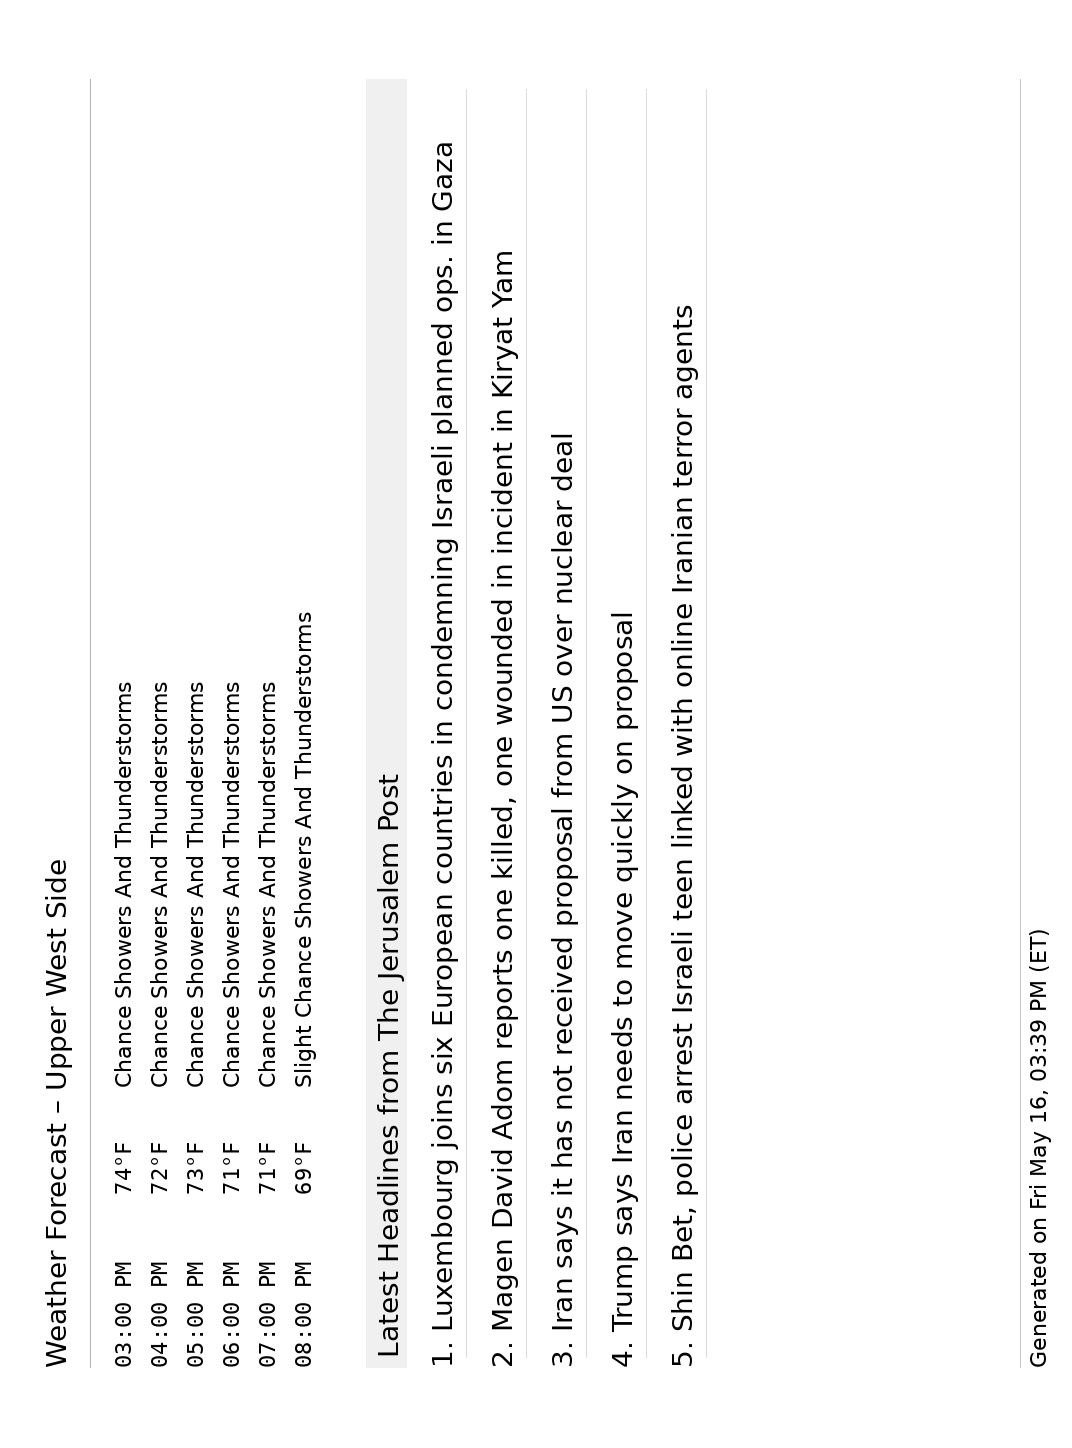 Weather Forecast – Upper West Side
03:00 PM 74°F Chance Showers And Thunderstorms
04:00 PM 72°F Chance Showers And Thunderstorms
05:00 PM 73°F Chance Showers And Thunderstorms
06:00 PM 71°F Chance Showers And Thunderstorms
07:00 PM 71°F Chance Showers And Thunderstorms
08:00 PM 69°F Slight Chance Showers And Thunderstorms
Latest Headlines from The Jerusalem Post
1. Luxembourg joins six European countries in condemning Israeli planned ops. in Gaza
2. Magen David Adom reports one killed, one wounded in incident in Kiryat Yam
3. Iran says it has not received proposal from US over nuclear deal
4. Trump says Iran needs to move quickly on proposal
5. Shin Bet, police arrest Israeli teen linked with online Iranian terror agents
Generated on Fri May 16, 03:39 PM (ET)